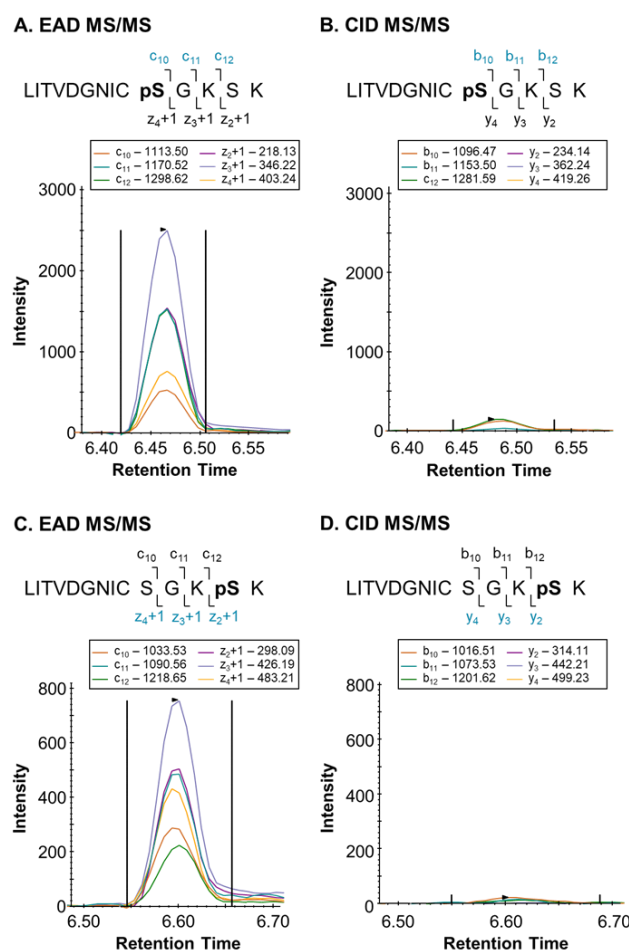 A. EAD MS/MS
c10 c11 c12
LITVDGNIC pS G K S K
z4+1 z3+1 z2+1
c10 – 1113.50 z2+1 – 218.13
c11 – 1170.52 z3+1 – 346.22
c12 – 1298.62 z4+1 – 403.24
3000
2000
1000
0
Intensity
6.40 6.45 6.50 6.55
Retention Time
B. CID MS/MS
b10 b11 b12
LITVDGNIC pS G K S K
y4 y3 y2
b10 – 1096.47 y2 – 234.14
b11 – 1153.50 y3 – 362.24
c12 – 1281.59 y4 – 419.26
3000
2000
1000
0
Intensity
6.40 6.45 6.50 6.55
Retention Time
C. EAD MS/MS
c10 c11 c12
LITVDGNIC S G K pS K
z4+1 z3+1 z2+1
c10 – 1033.53 z2+1 – 298.09
c11 – 1090.56 z3+1 – 426.19
c12 – 1218.65 z4+1 – 483.21
800
600
400
200
0
Intensity
6.50 6.60 6.70
Retention Time
D. CID MS/MS
b10 b11 b12
LITVDGNIC S G K pS K
y4 y3 y2
b10 – 1016.51 y2 – 314.11
b11 – 1073.53 y3 – 442.21
b12 – 1201.62 y4 – 499.23
800
600
400
200
0
Intensity
6.50 6.60 6.70
Retention Time